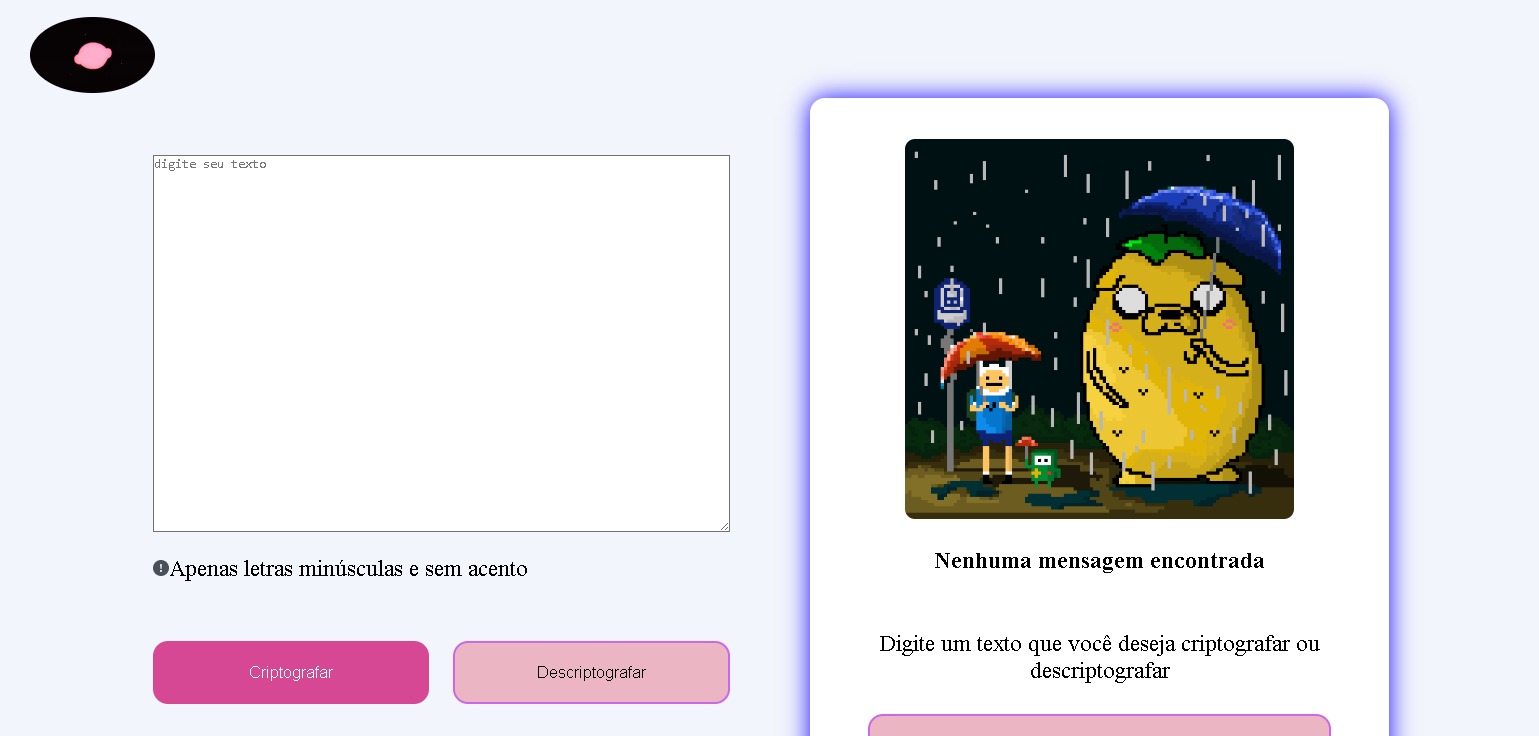 digite seu texto
Apenas letras minúsculas e sem acento
Criptografar
Descriptografar
Nenhuma mensagem encontrada
Digite um texto que você deseja criptografar ou
descriptografar